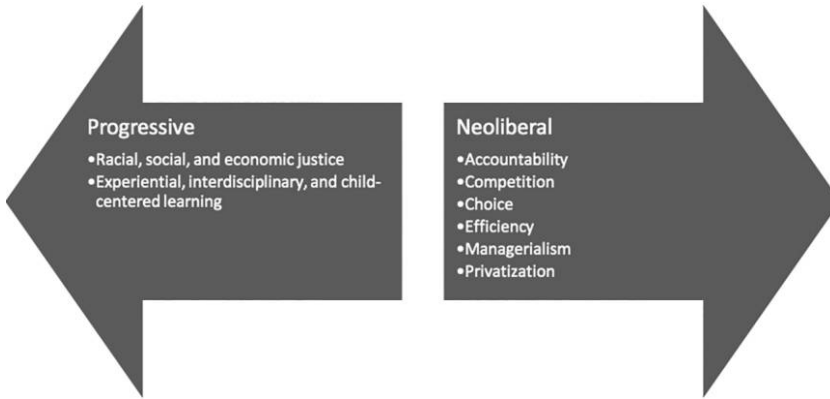 Progressive
•Racial, social, and economic justice
•Experiential, interdisciplinary, and child-
centered learning
Neoliberal
•Accountability
•Competition
•Choice
•Efficiency
•Managerialism
•Privatization